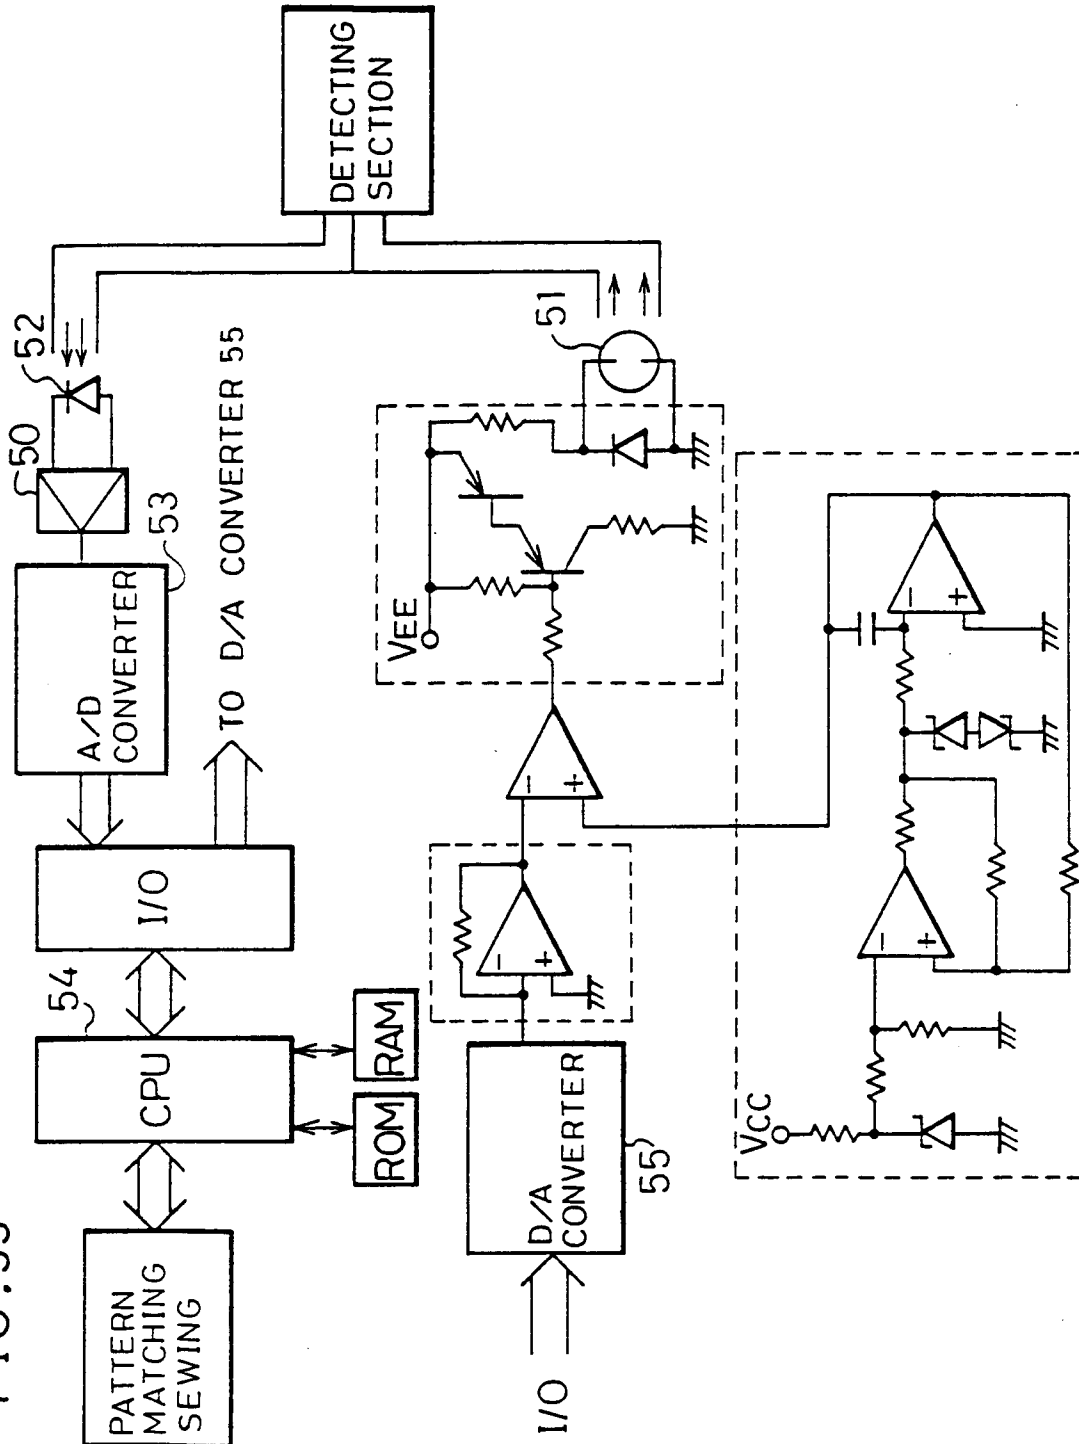 PATTERN
MATCHING
SEWING
CPU
54
ROM
RAM
I/O
A/D
CONVERTER
53
50
52
TO D/A CONVERTER 55
DETECTING
SECTION
I/O
D/A
CONVERTER
55
-
+
-
+
VEE
51
VCC
-
+
-
+